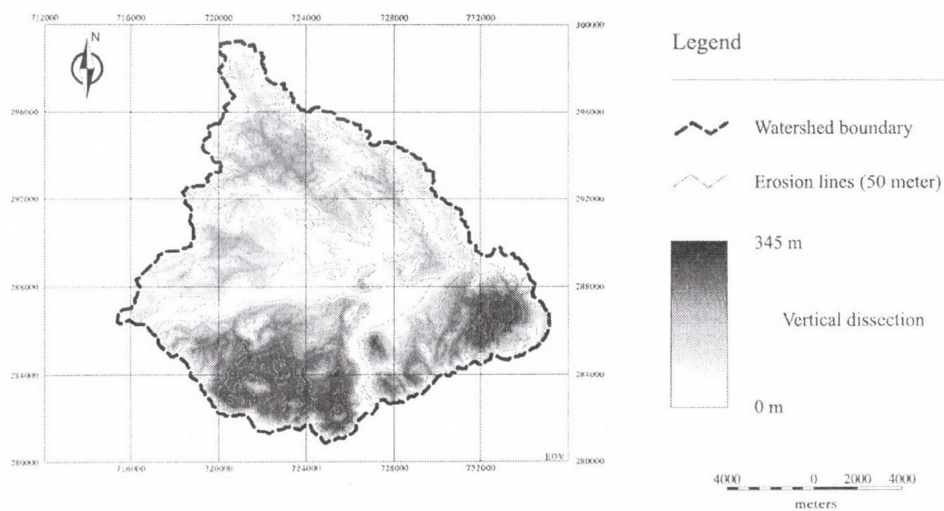 712000 716000 720000 724000 728000 732000
300000 300000
N
296000 296000
292000 292000
288000 288000
284000 284000
280000 280000
EOV
716000 720000 724000 728000 732000
Legend
Watershed boundary
Erosion lines (50 meter)
345 m
Vertical dissection
0 m
4000 0 2000 4000
meters